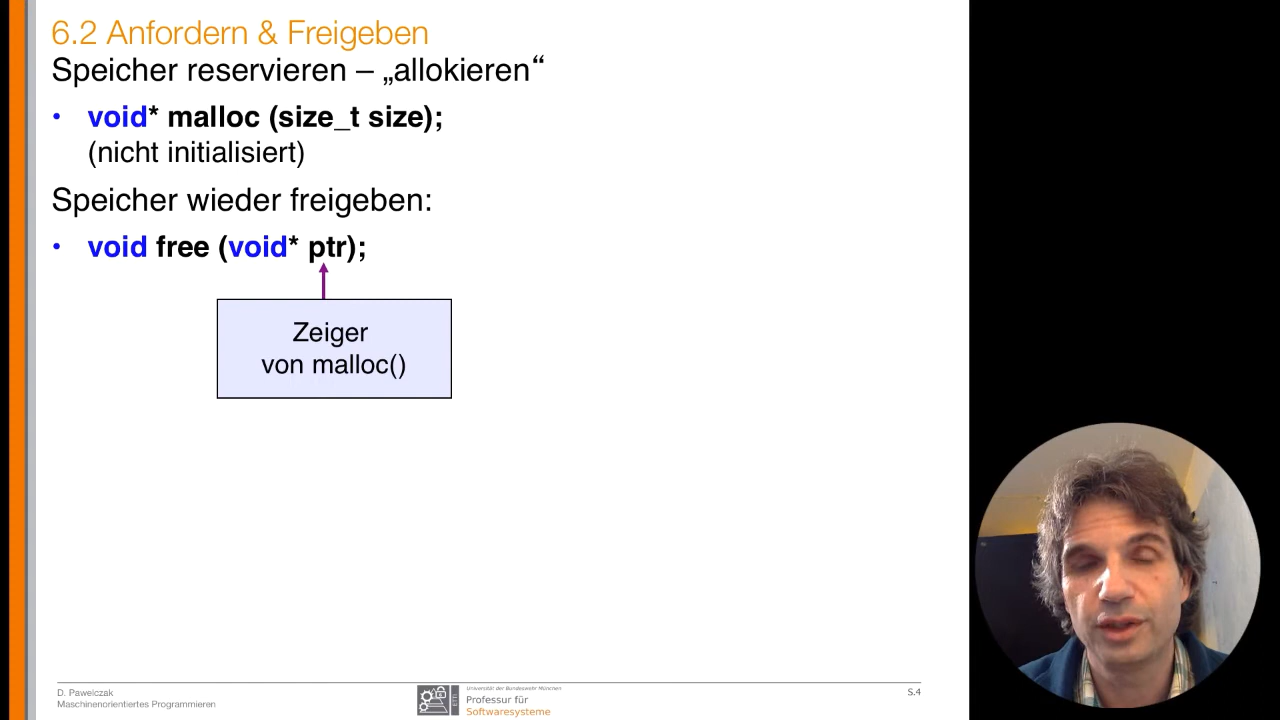 6.2 Anfordern & Freigeben
Speicher reservieren – „allokieren“
• void* malloc (size_t size);
(nicht initialisiert)
Speicher wieder freigeben:
• void free (void* ptr);
Zeiger
von malloc()
D. Pawelczak
Maschinenorientiertes Programmieren
ETTI
Universität der Bundeswehr München
Professur für
Softwaresysteme
S.4